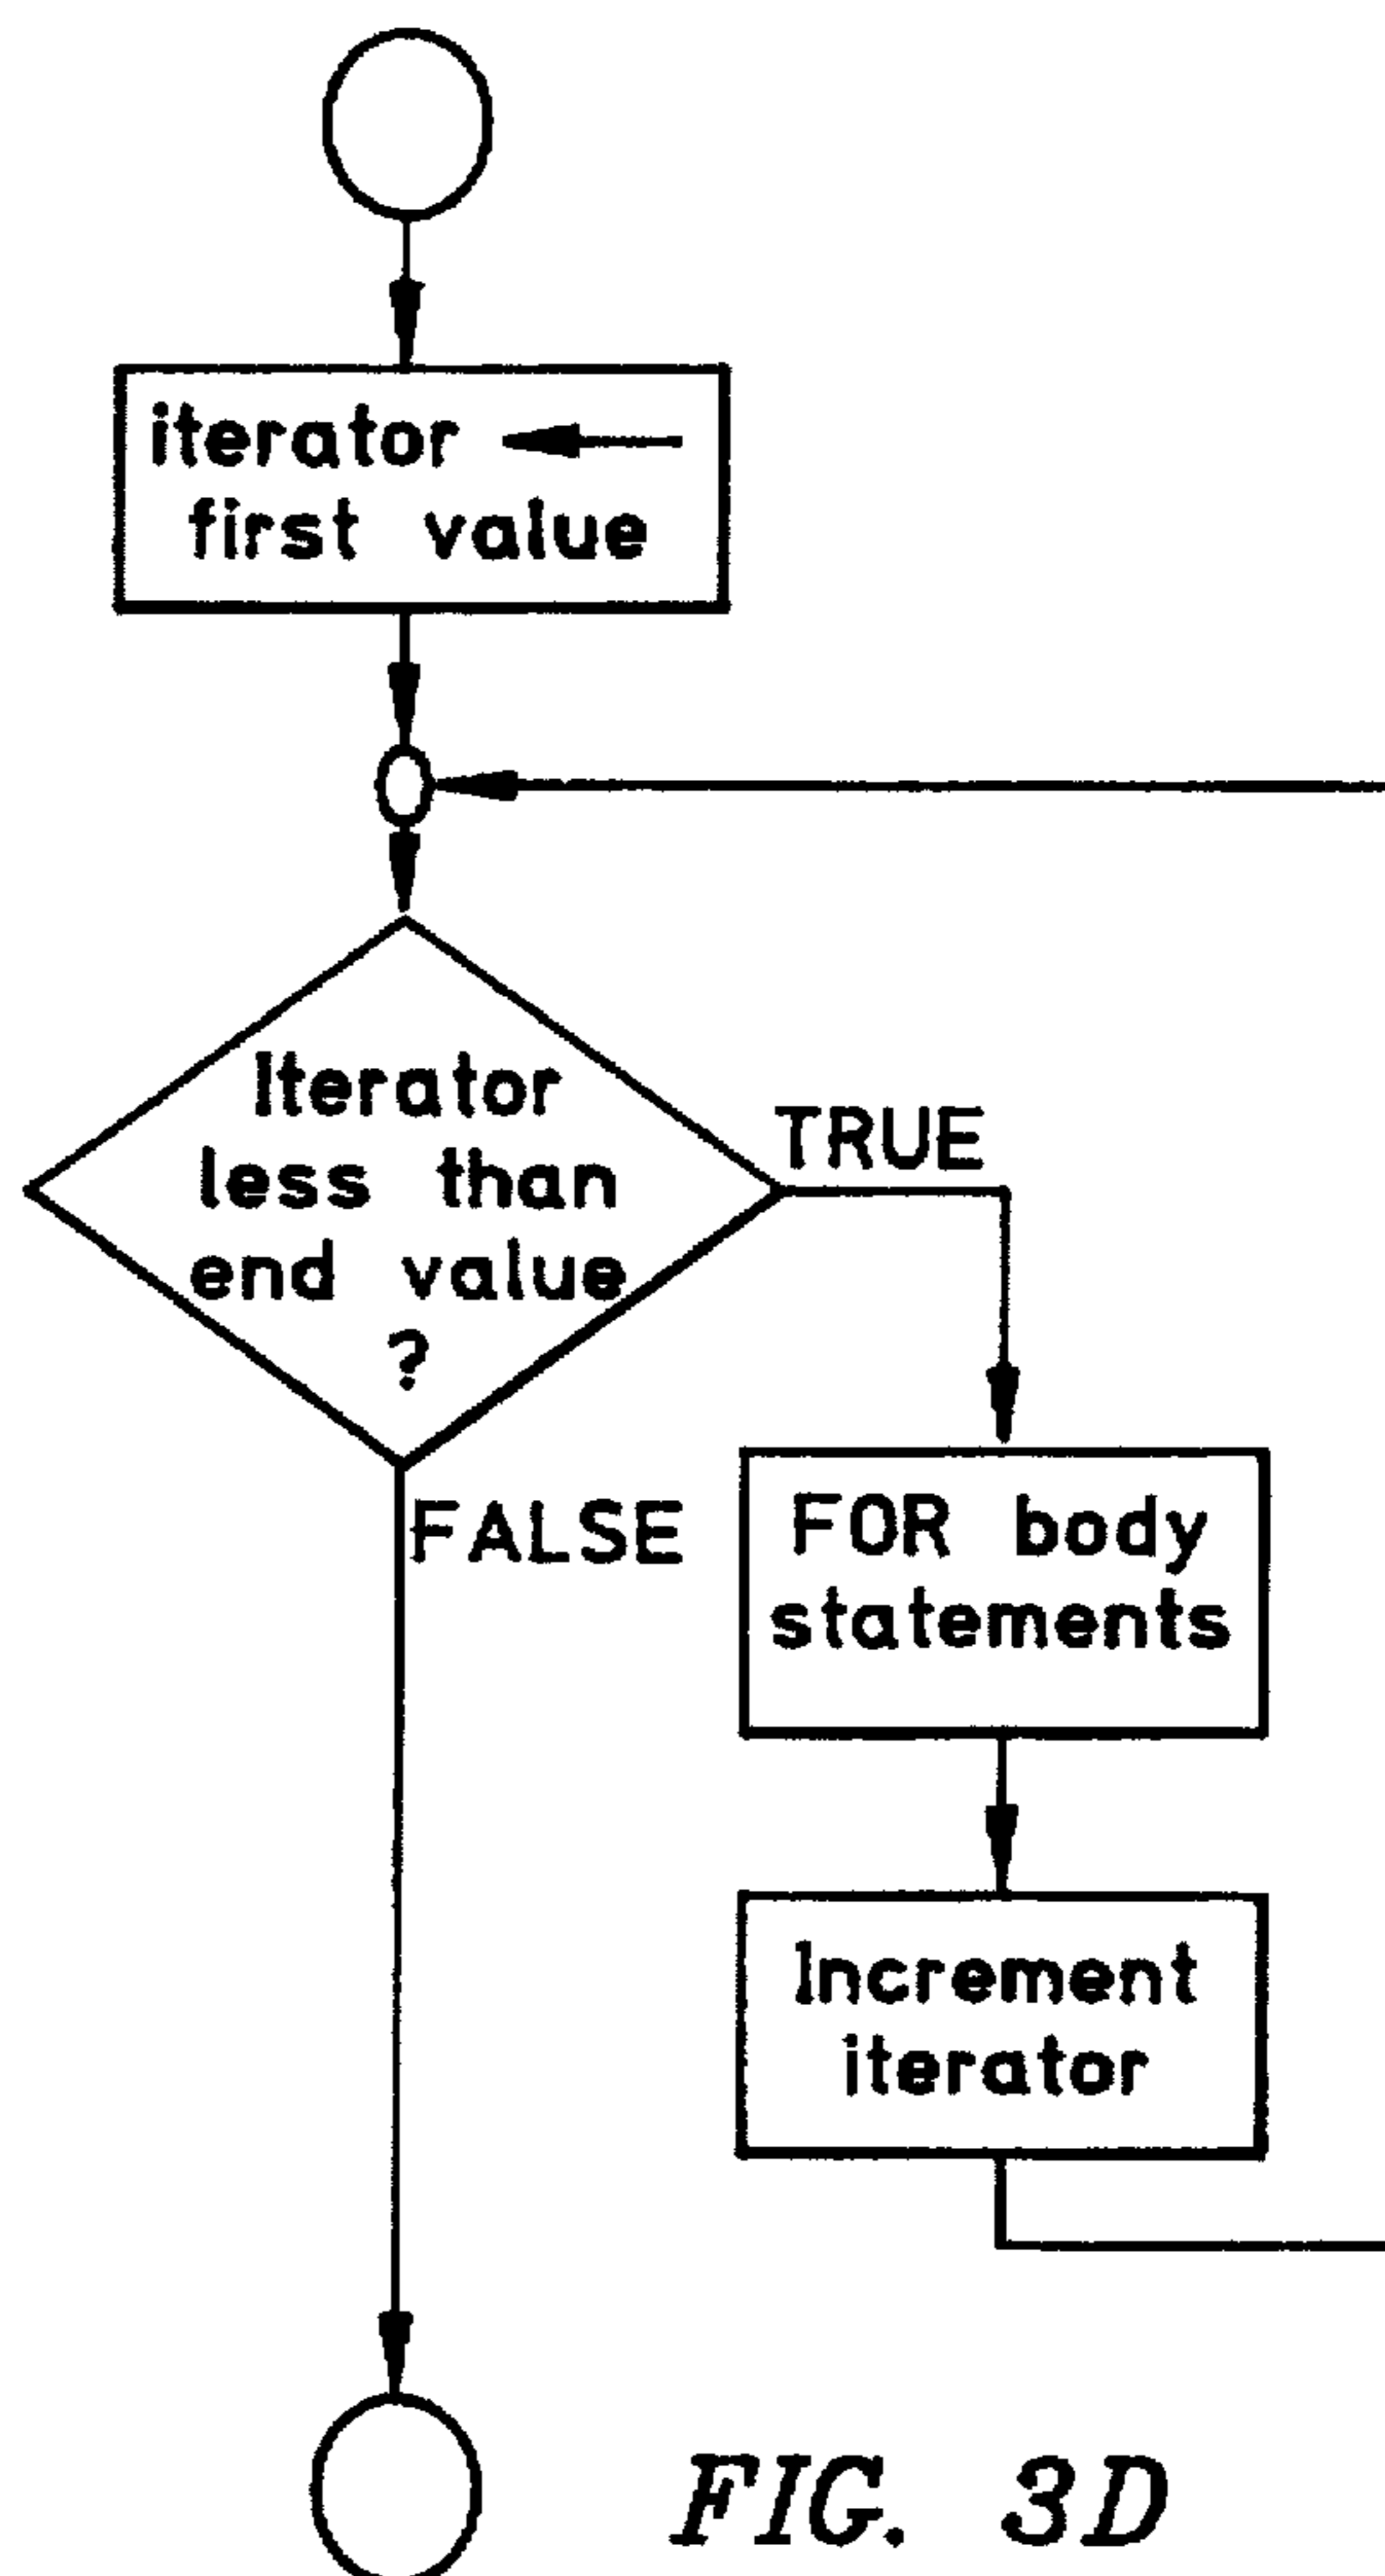 iterator ←
first value
Iterator
less than
end value
?
TRUE
FALSE
FOR body
statements
Increment
iterator
FIG. 3D